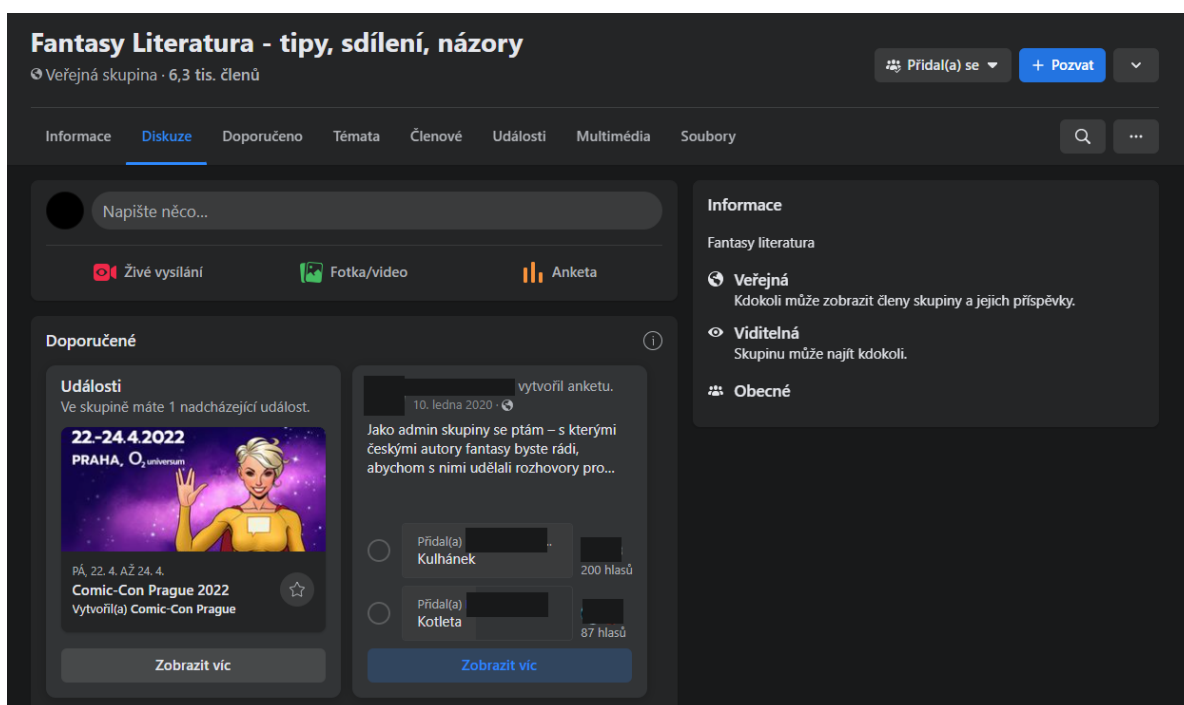 Fantasy Literatura - tipy, sdílení, názory
Veřejná skupina · 6,3 tis. členů
Přidal(a) se
+ Pozvat
Informace Diskuze Doporučeno Témata Členové Události Multimédia Soubory
Napište něco...
Živé vysílání Fotka/video Anketa
Doporučené
Události
Ve skupině máte 1 nadcházející událost.
22.-24.4.2022
PRAHA, O2 universum
PÁ, 22. 4. AŽ 24. 4.
Comic-Con Prague 2022
Vytvořil(a) Comic-Con Prague
Zobrazit víc
vytvořil anketu.
10. ledna 2020 ·
Jako admin skupiny se ptám – s kterými
českými autory fantasy byste rádi,
abychom s nimi udělali rozhovory pro...
Přidal(a) ..
Kulhánek
200 hlasů
Přidal(a)
Kotleta
87 hlasů
Zobrazit víc
Informace
Fantasy literatura
Veřejná
Kdokoli může zobrazit členy skupiny a jejich příspěvky.
Viditelná
Skupinu může najít kdokoli.
Obecné